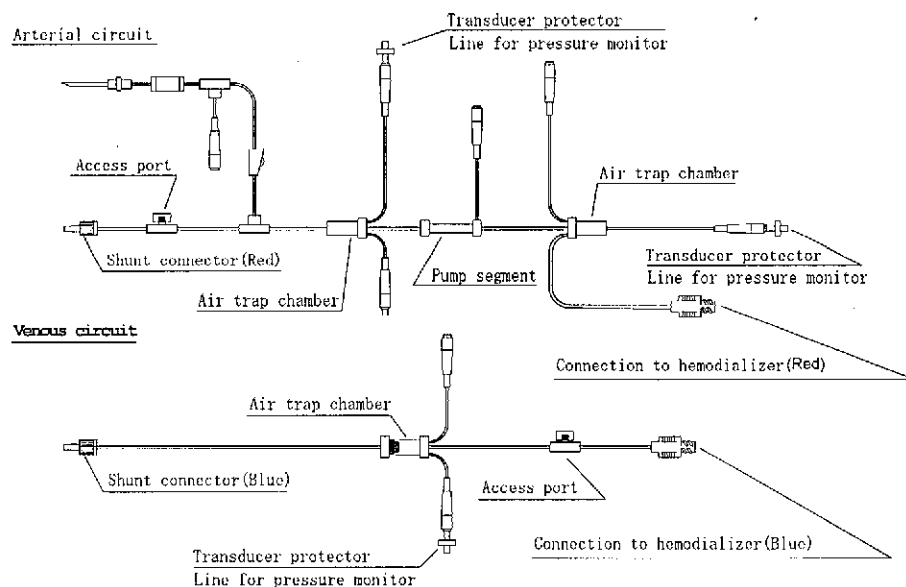 Transducer protector
Line for pressure monitor
Arterial circuit
Access port
Air trap chamber
Shunt connector(Red)
Pump segment
Transducer protector
Line for pressure monitor
Air trap chamber
Venous circuit
Connection to hemodializer(Red)
Air trap chamber
Shunt connector(Blue)
Access port
Connection to hemodializer(Blue)
Transducer protector
Line for pressure monitor